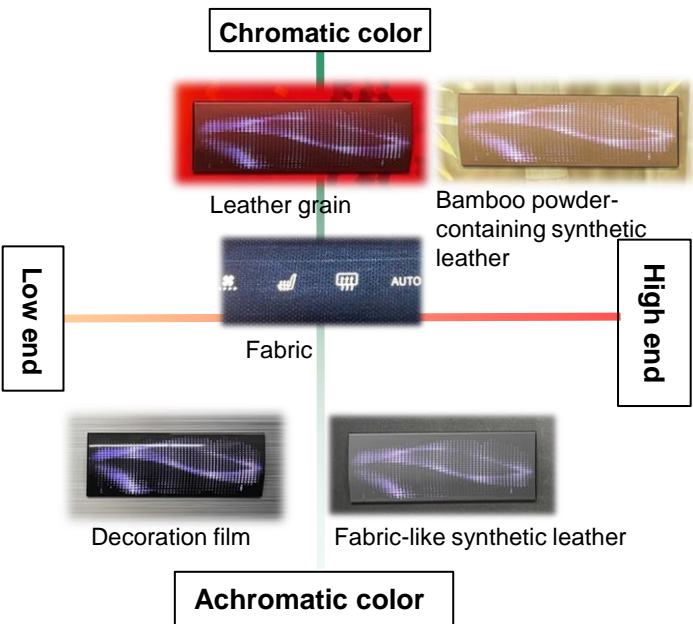 Chromatic color
Leather grain
Bamboo powder-
containing synthetic
leather
Low end
High end
AUTO
Fabric
Decoration film
Fabric-like synthetic leather
Achromatic color